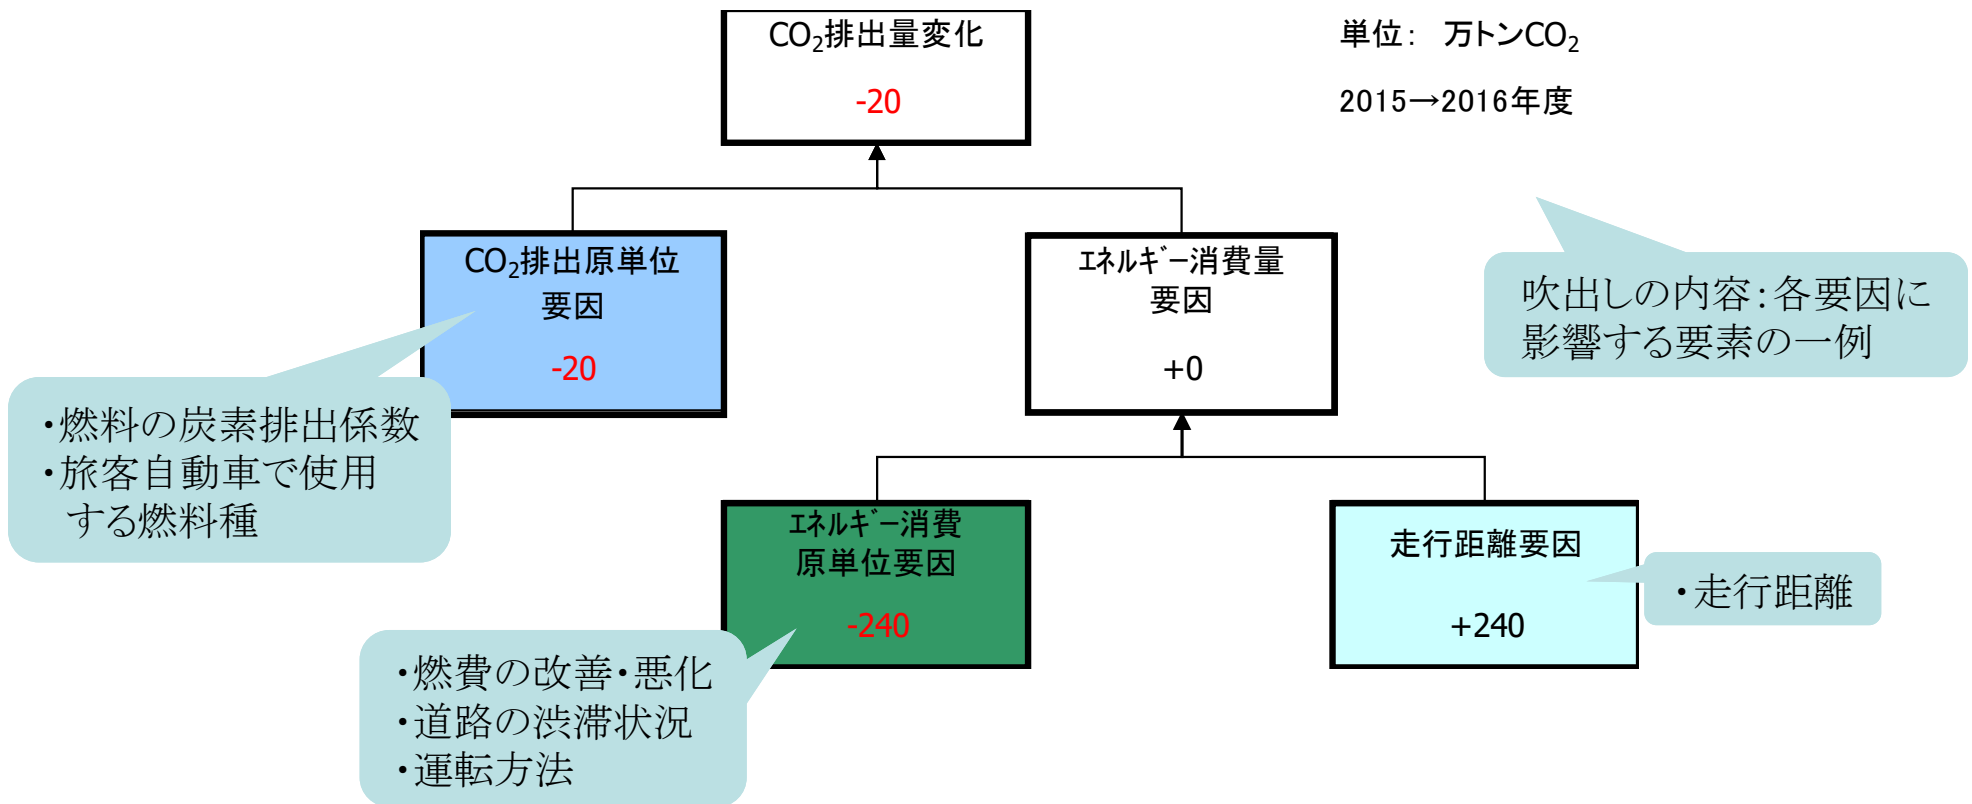 CO₂排出量変化
-20
単位： 万トンCO₂
2015→2016年度
CO₂排出原単位
要因
-20
ｴﾈﾙｷﾞｰ消費量
要因
+0
吹出しの内容：各要因に
影響する要素の一例
・燃料の炭素排出係数
・旅客自動車で使用
する燃料種
ｴﾈﾙｷﾞｰ消費
原単位要因
-240
走行距離要因
+240
・走行距離
・燃費の改善・悪化
・道路の渋滞状況
・運転方法